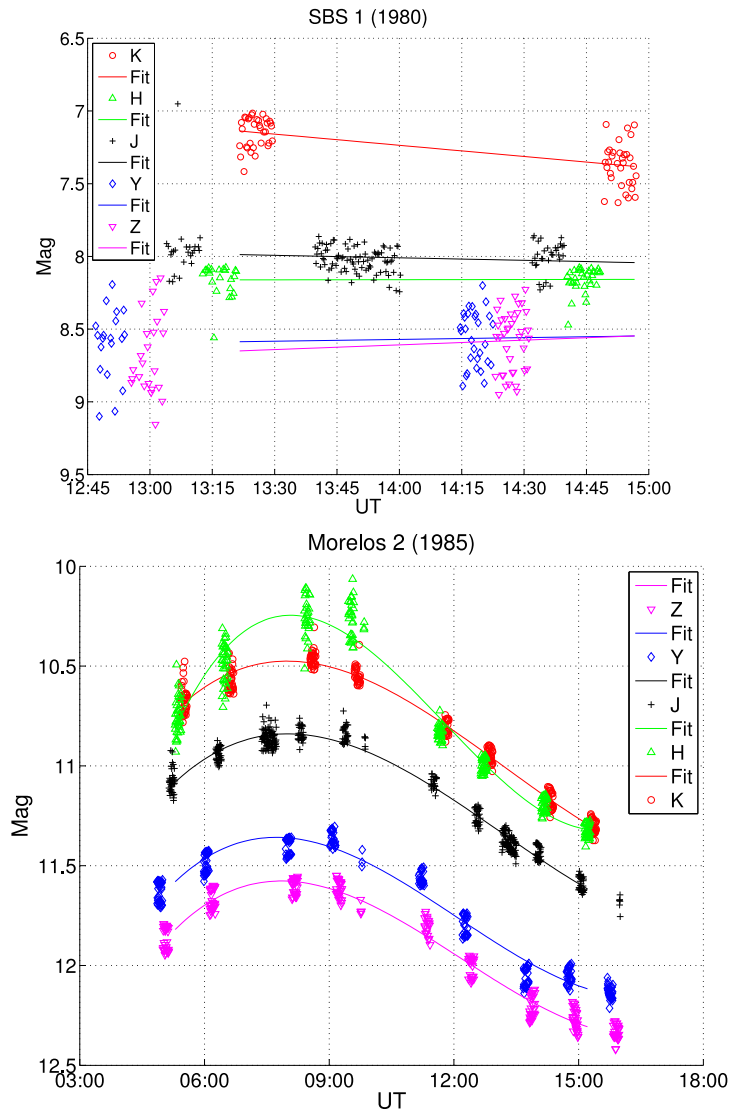 SBS 1 (1980)
6.5
7
7.5
8
8.5
9
9.5
Mag
K
Fit
H
Fit
J
Fit
Y
Fit
Z
Fit
12:45 13:00 13:15 13:30 13:45 14:00 14:15 14:30 14:45 15:00
UT
Morelos 2 (1985)
10
10.5
11
11.5
12
12.5
Mag
Fit
Z
Fit
Y
Fit
J
Fit
H
Fit
K
03:00 06:00 09:00 12:00 15:00 18:00
UT